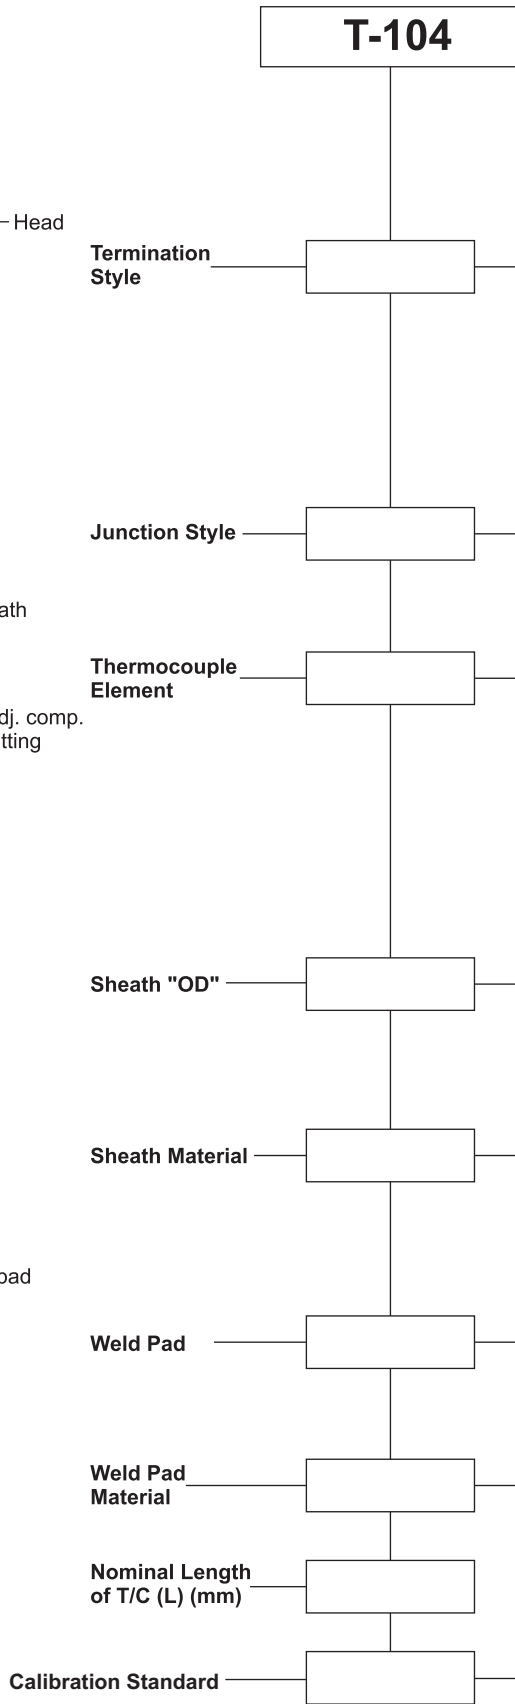 T-104
Head
Termination
Style
Junction Style
ath
Thermocouple
Element
dj. comp.
tting
Sheath "OD"
Sheath Material
pad
Weld Pad
Weld Pad
Material
Nominal Length
of T/C (L) (mm)
Calibration Standard